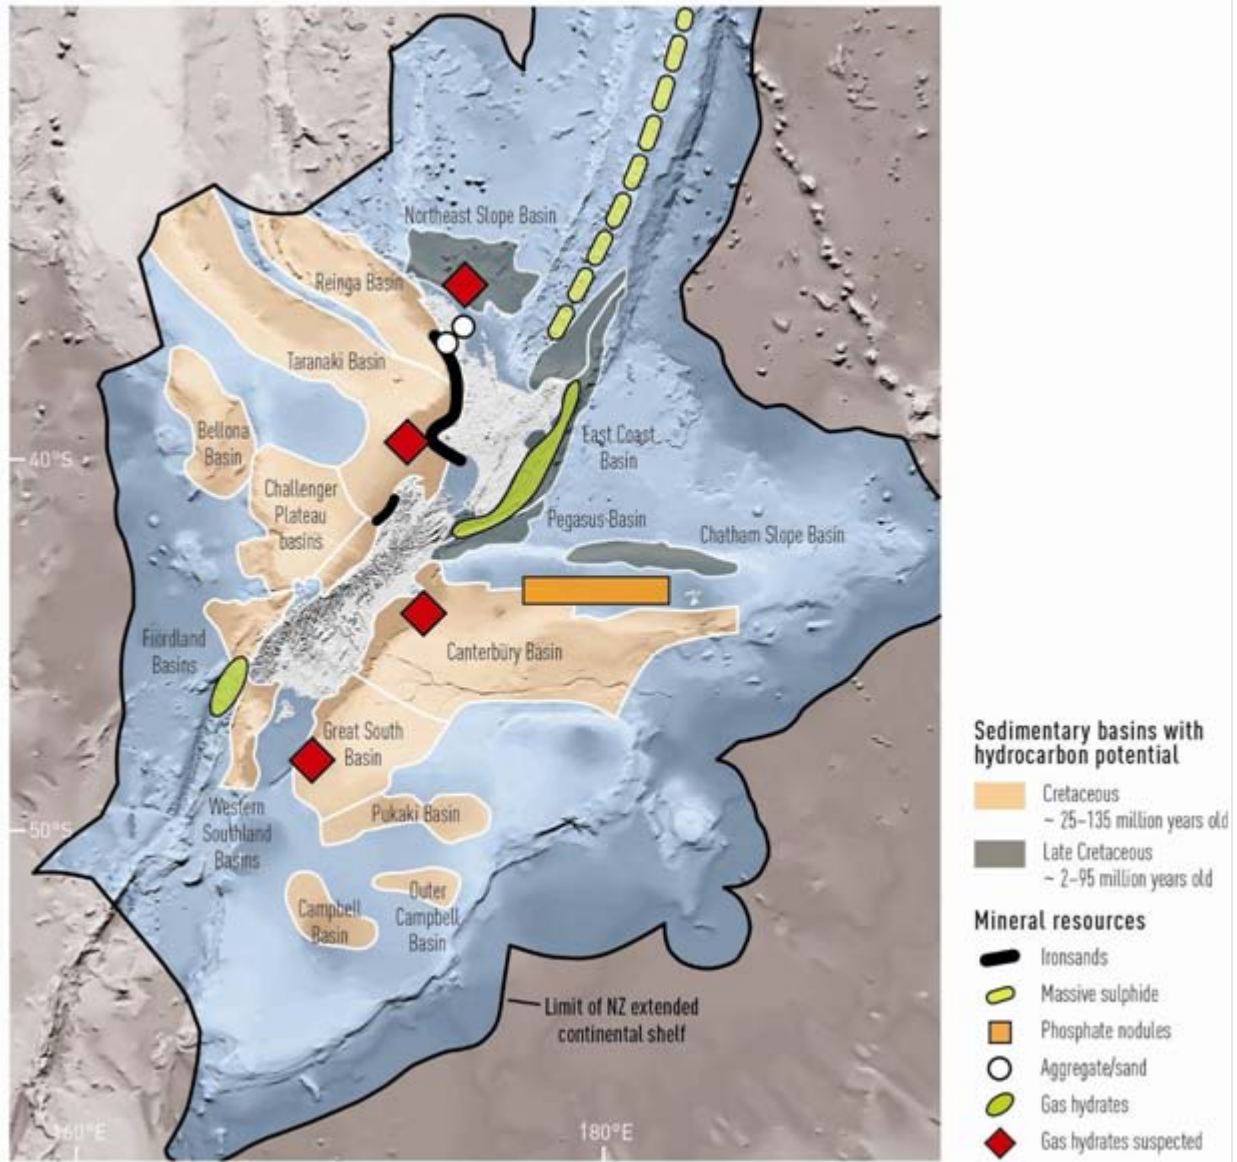 Northeast Slope Basin
Reinga Basin
Taranaki Basin
Bellona
Basin
40°S
East Coast
Basin
Challenger
Plateau
basins
Pegasus Basin
Chatham Slope Basin
Fiordland
Basins
Canterbury Basin
Great South
Basin
Western
Southland
Basins
Pukaki Basin
50°S
Campbell
Basin
Outer
Campbell
Basin
Limit of NZ extended
continental shelf
160°E
180°E
Sedimentary basins with
hydrocarbon potential
Cretaceous
~ 25–135 million years old
Late Cretaceous
~ 2–95 million years old
Mineral resources
Ironsands
Massive sulphide
Phosphate nodules
Aggregate/sand
Gas hydrates
Gas hydrates suspected